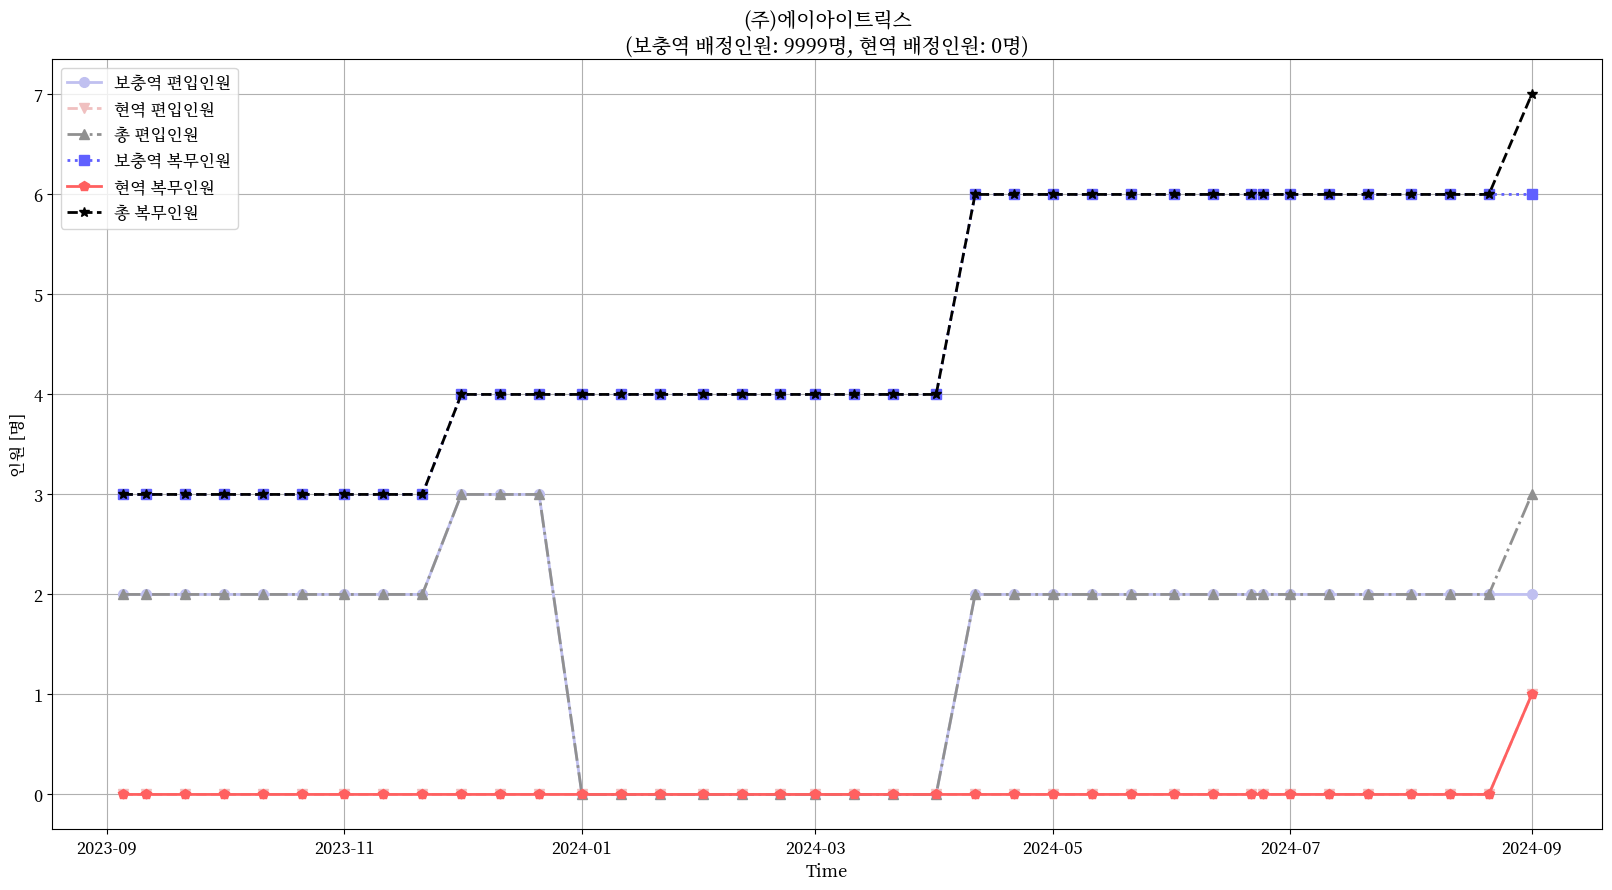 (주)에이아이트릭스
(보충역 배정인원: 9999명, 현역 배정인원: 0명)
보충역 편입인원
현역 편입인원
총 편입인원
보충역 복무인원
현역 복무인원
총 복무인원
7
6
5
4
3
2
1
0
인원 [명]
2023-09
2023-11
2024-01
2024-03
2024-05
2024-07
2024-09
Time